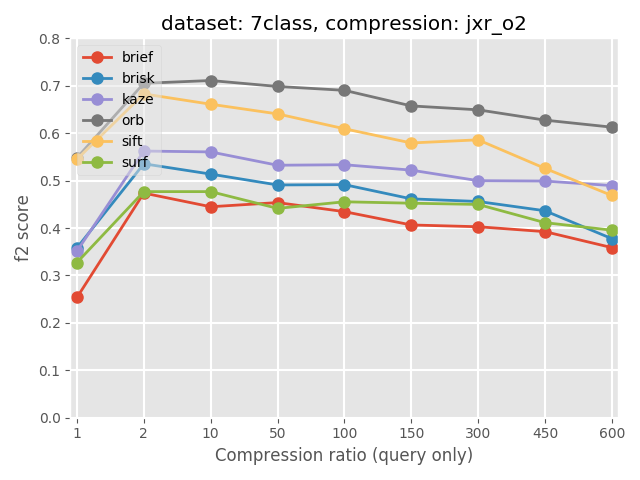 dataset: 7class, compression: jxr_o2
0.8
0.7
0.6
0.5
0.4
0.3
0.2
0.1
0.0
f2 score
brief
brisk
kaze
orb
sift
surf
1 2 10 50 100 150 300 450 600
Compression ratio (query only)